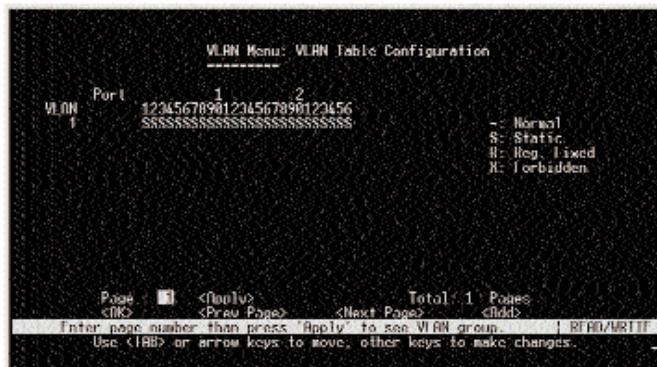 VLAN Menu: VLAN Table Configuration
---------
Port 1 2
VLAN 12345678901234567890123456
1 SSSSSSSSSSSSSSSSSSSSSSSSSS
-: Normal
S: Static
R: Reg. Fixed
X: Forbidden
Page : 1 <Apply> Total: 1 Pages
<OK> <Prev Page> <Next Page> <Add>
Enter page number than press 'Apply' to see VLAN group. | READ/WRITE
Use <TAB> or arrow keys to move, other keys to make changes.